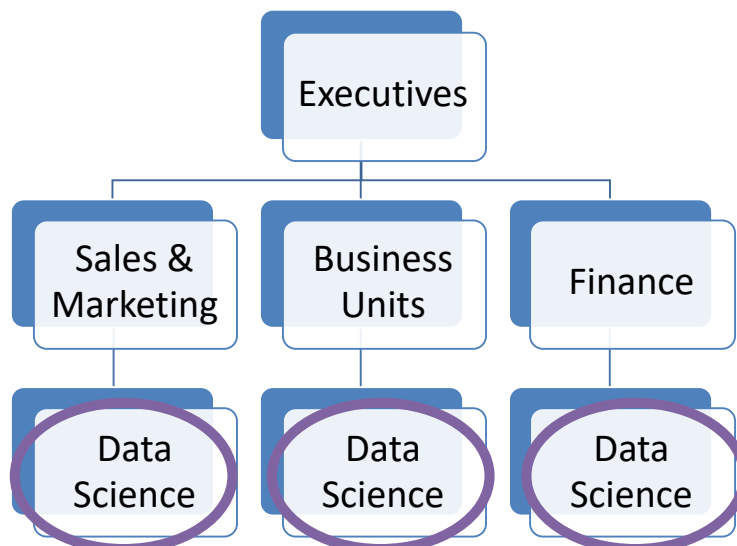 Executives
Sales &
Marketing
Business
Units
Finance
Data
Science
Data
Science
Data
Science